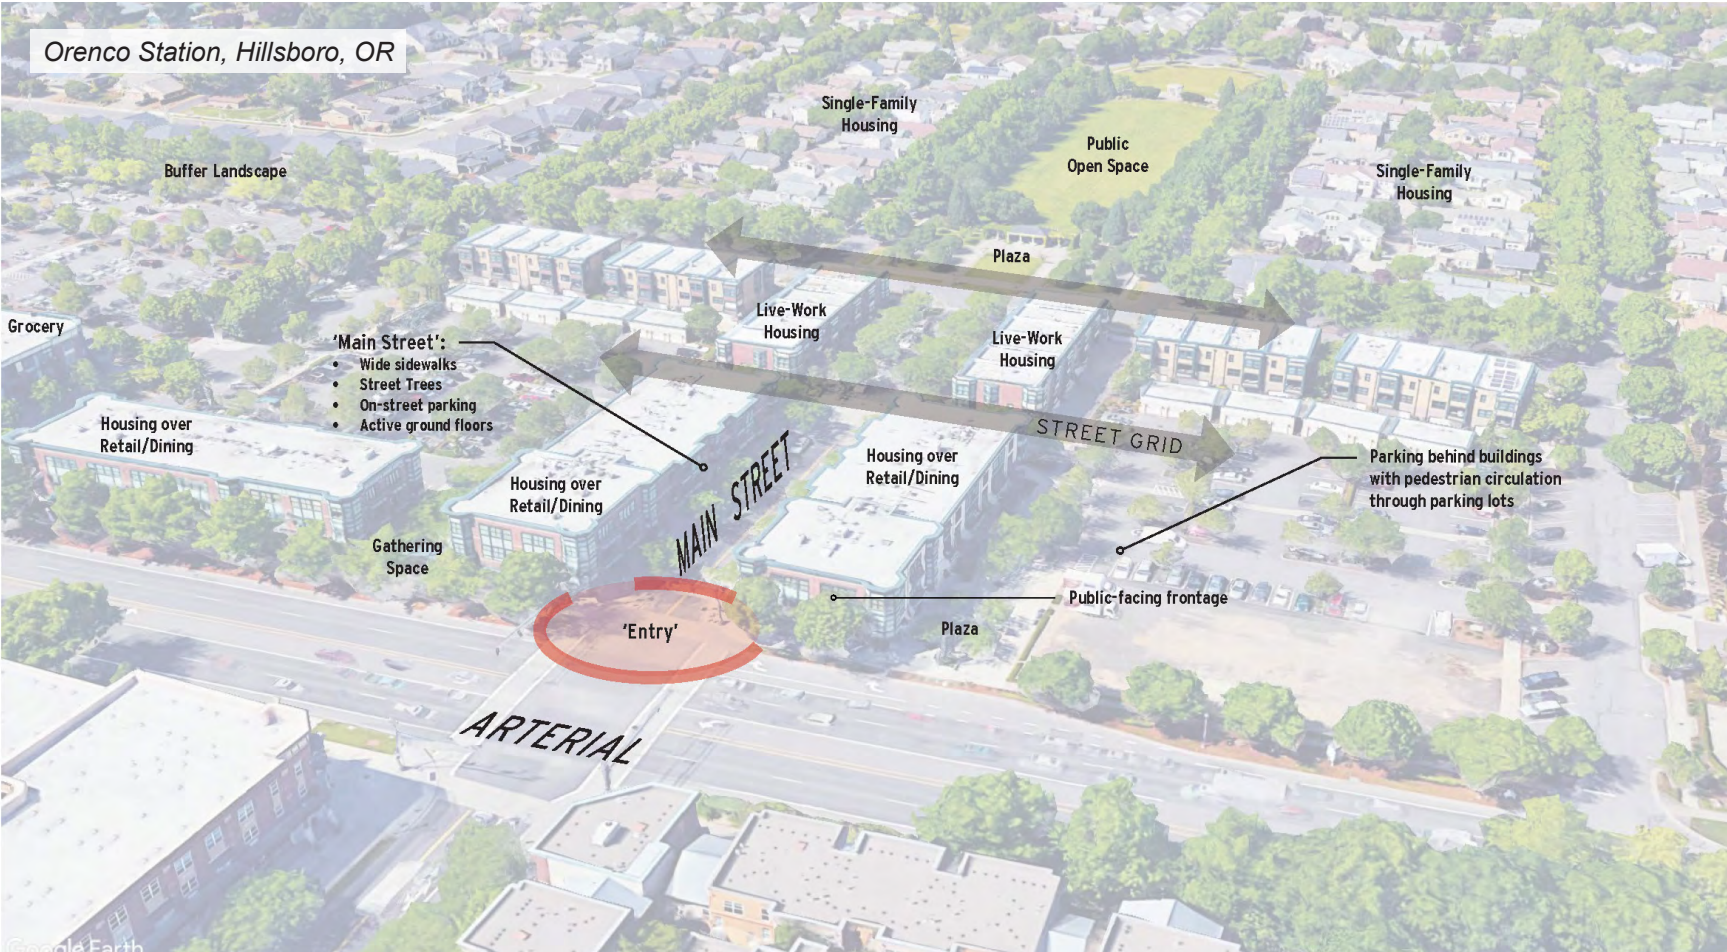 Orenco Station, Hillsboro, OR
Single-Family
Housing
Public
Open Space
Buffer Landscape
Single-Family
Housing
Plaza
Live-Work
Housing
Grocery
'Main Street':
• Wide sidewalks
• Street Trees
• On-street parking
• Active ground floors
Live-Work
Housing
Housing over
Retail/Dining
STREET GRID
Housing over
Retail/Dining
Parking behind buildings
with pedestrian circulation
through parking lots
Housing over
Retail/Dining
MAIN STREET
Gathering
Space
Public-facing frontage
'Entry'
Plaza
ARTERIAL
Google Earth